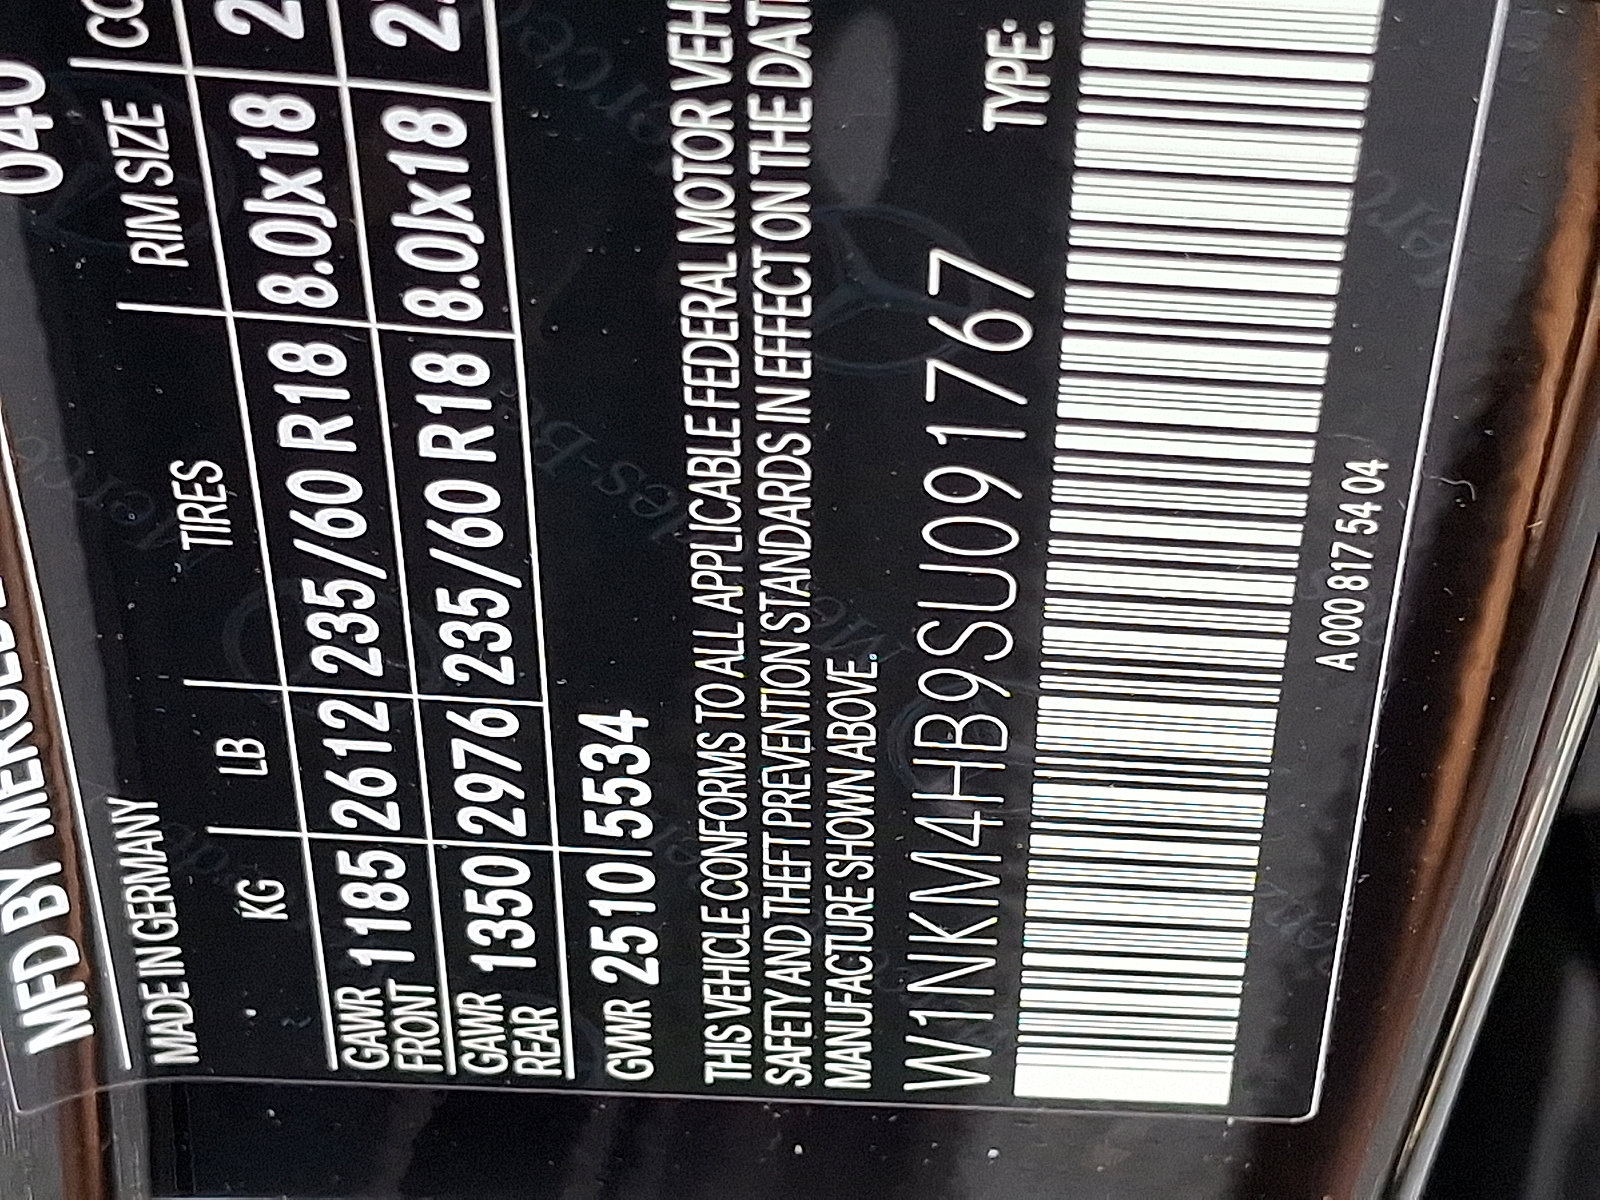 MFD BY
040
MADE IN GERMANY
KG LB TIRES RIM SIZE
GAWR FRONT 1185 2612 235/60 R18 8.0Jx18
GAWR REAR 1350 2976 235/60 R18 8.0Jx18
GVWR 2510 5534
THIS VEHICLE CONFORMS TO ALL APPLICABLE FEDERAL MOTOR VEH
SAFETY AND THEFT PREVENTION STANDARDS IN EFFECT ON THE DAT
MANUFACTURE SHOWN ABOVE.
W1NKM4HB9SU091767 TYPE:
A 000 817 54 04